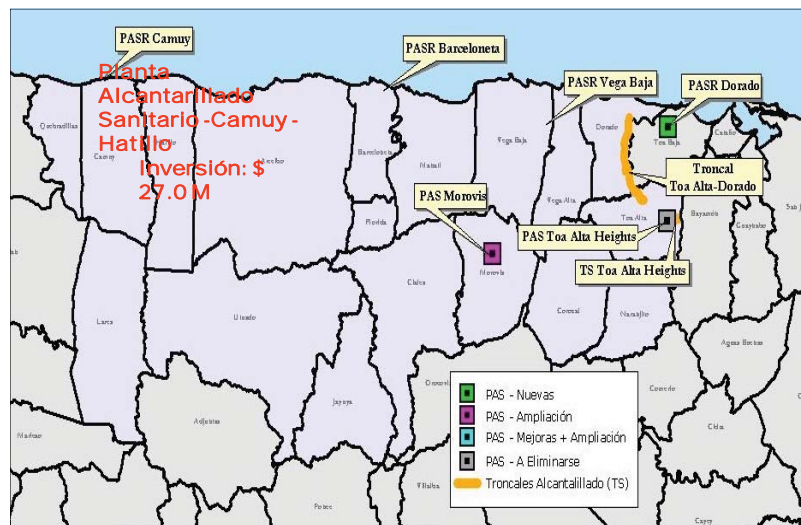 PASR Camuy
PASR Barceloneta
PASR Vega Baja
PASR Dorado
Planta
Alcantarillado
Sanitario -Camuy -
Hatillo
Inversión: $
27.0 M
Quebradillas
Camuy
Barceloneta
Manatí
Vega Baja
Dorado
Toa Baja
Cataño
Troncal
Toa Alta-Dorado
Florida
Vega Alta
Toa Alta
Bayamón
Guaynabo
PAS Morovis
PAS Toa Alta Heights
TS Toa Alta Heights
Morovis
Ciales
Lares
Utuado
Corozal
Naranjito
Aguas Buenas
Jayuya
Adjuntas
Comerío
Cidra
Villalba
Ponce
Cayey
PAS - Nuevas
PAS - Ampliación
PAS - Mejoras + Ampliación
PAS - A Eliminarse
Troncales Alcantalillado (TS)